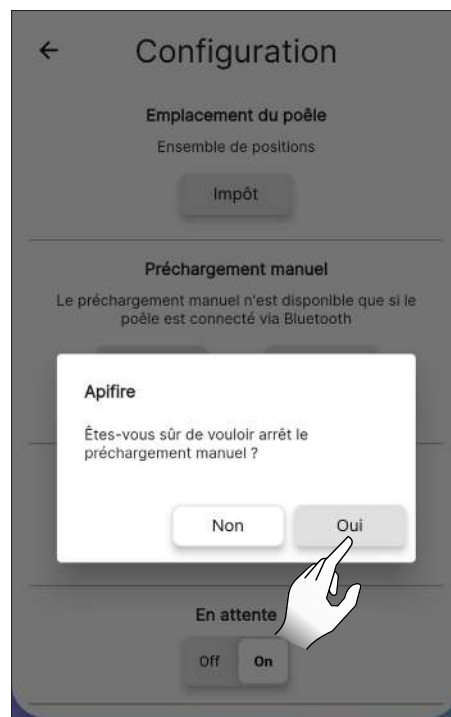 Configuration
Emplacement du poêle
Ensemble de positions
Impôt
Préchargement manuel
Le préchargement manuel n'est disponible que si le
poêle est connecté via Bluetooth
Apifire
Êtes-vous sûr de vouloir arrêt le
préchargement manuel ?
Non
Oui
En attente
Off
On